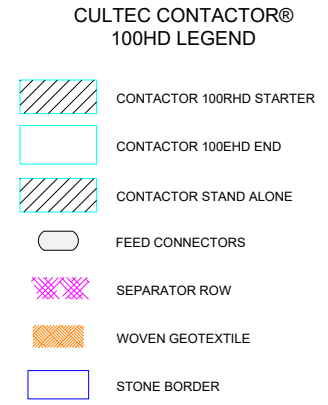 CULTEC CONTACTOR®
100HD LEGEND
CONTACTOR 100RHD STARTER
CONTACTOR 100EHD END
CONTACTOR STAND ALONE
FEED CONNECTORS
SEPARATOR ROW
WOVEN GEOTEXTILE
STONE BORDER